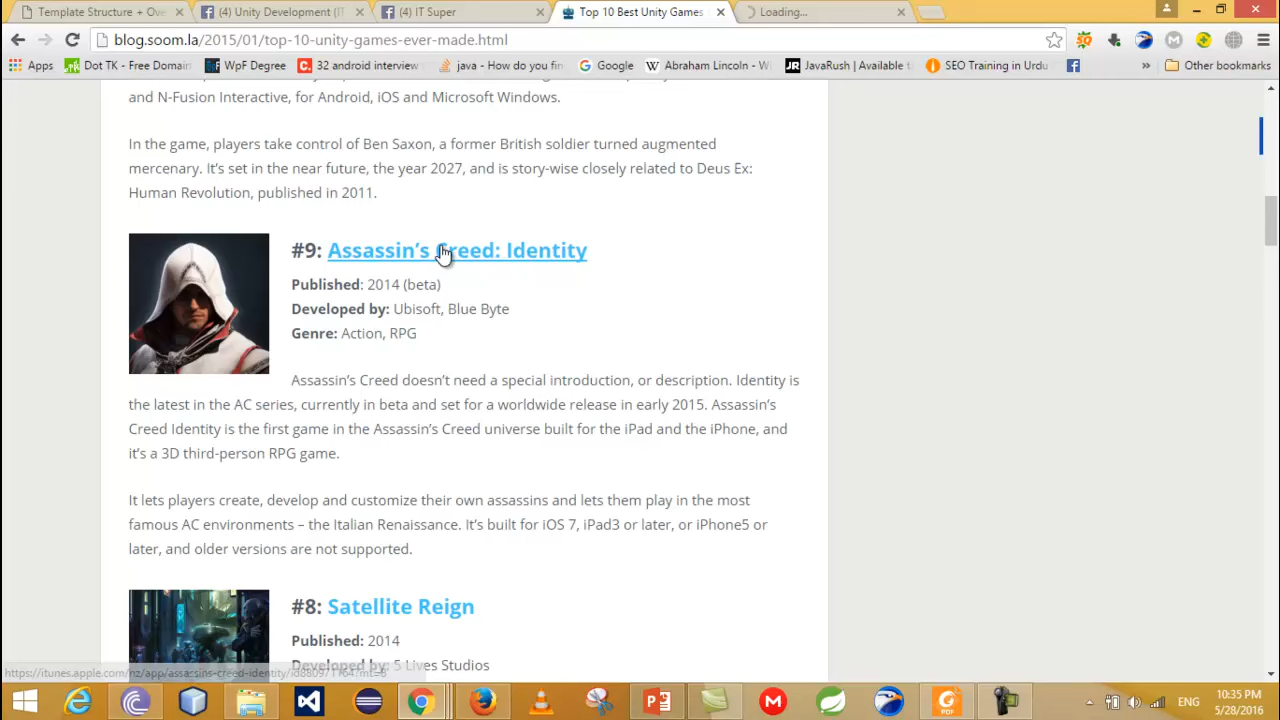 Template Structure + Ove
(4) Unity Development (IT
(4) IT Super
Top 10 Best Unity Games
Loading...
blog.soom.la/2015/01/top-10-unity-games-ever-made.html
Apps
Dot TK - Free Domain
WpF Degree
32 android interview
java - How do you fin
Google
Abraham Lincoln - Wi
JavaRush | Available t
SEO Training in Urdu
»
Other bookmarks
and N-Fusion Interactive, for Android, iOS and Microsoft Windows.
In the game, players take control of Ben Saxon, a former British soldier turned augmented
mercenary. It's set in the near future, the year 2027, and is story-wise closely related to Deus Ex:
Human Revolution, published in 2011.
#9: Assassin's Creed: Identity
Published: 2014 (beta)
Developed by: Ubisoft, Blue Byte
Genre: Action, RPG
Assassin's Creed doesn't need a special introduction, or description. Identity is
the latest in the AC series, currently in beta and set for a worldwide release in early 2015. Assassin's
Creed Identity is the first game in the Assassin's Creed universe built for the iPad and the iPhone, and
it's a 3D third-person RPG game.
It lets players create, develop and customize their own assassins and lets them play in the most
famous AC environments – the Italian Renaissance. It's built for iOS 7, iPad3 or later, or iPhone5 or
later, and older versions are not supported.
#8: Satellite Reign
Published: 2014
Developed by: 5 Lives Studios
ENG
10:35 PM
5/28/2016